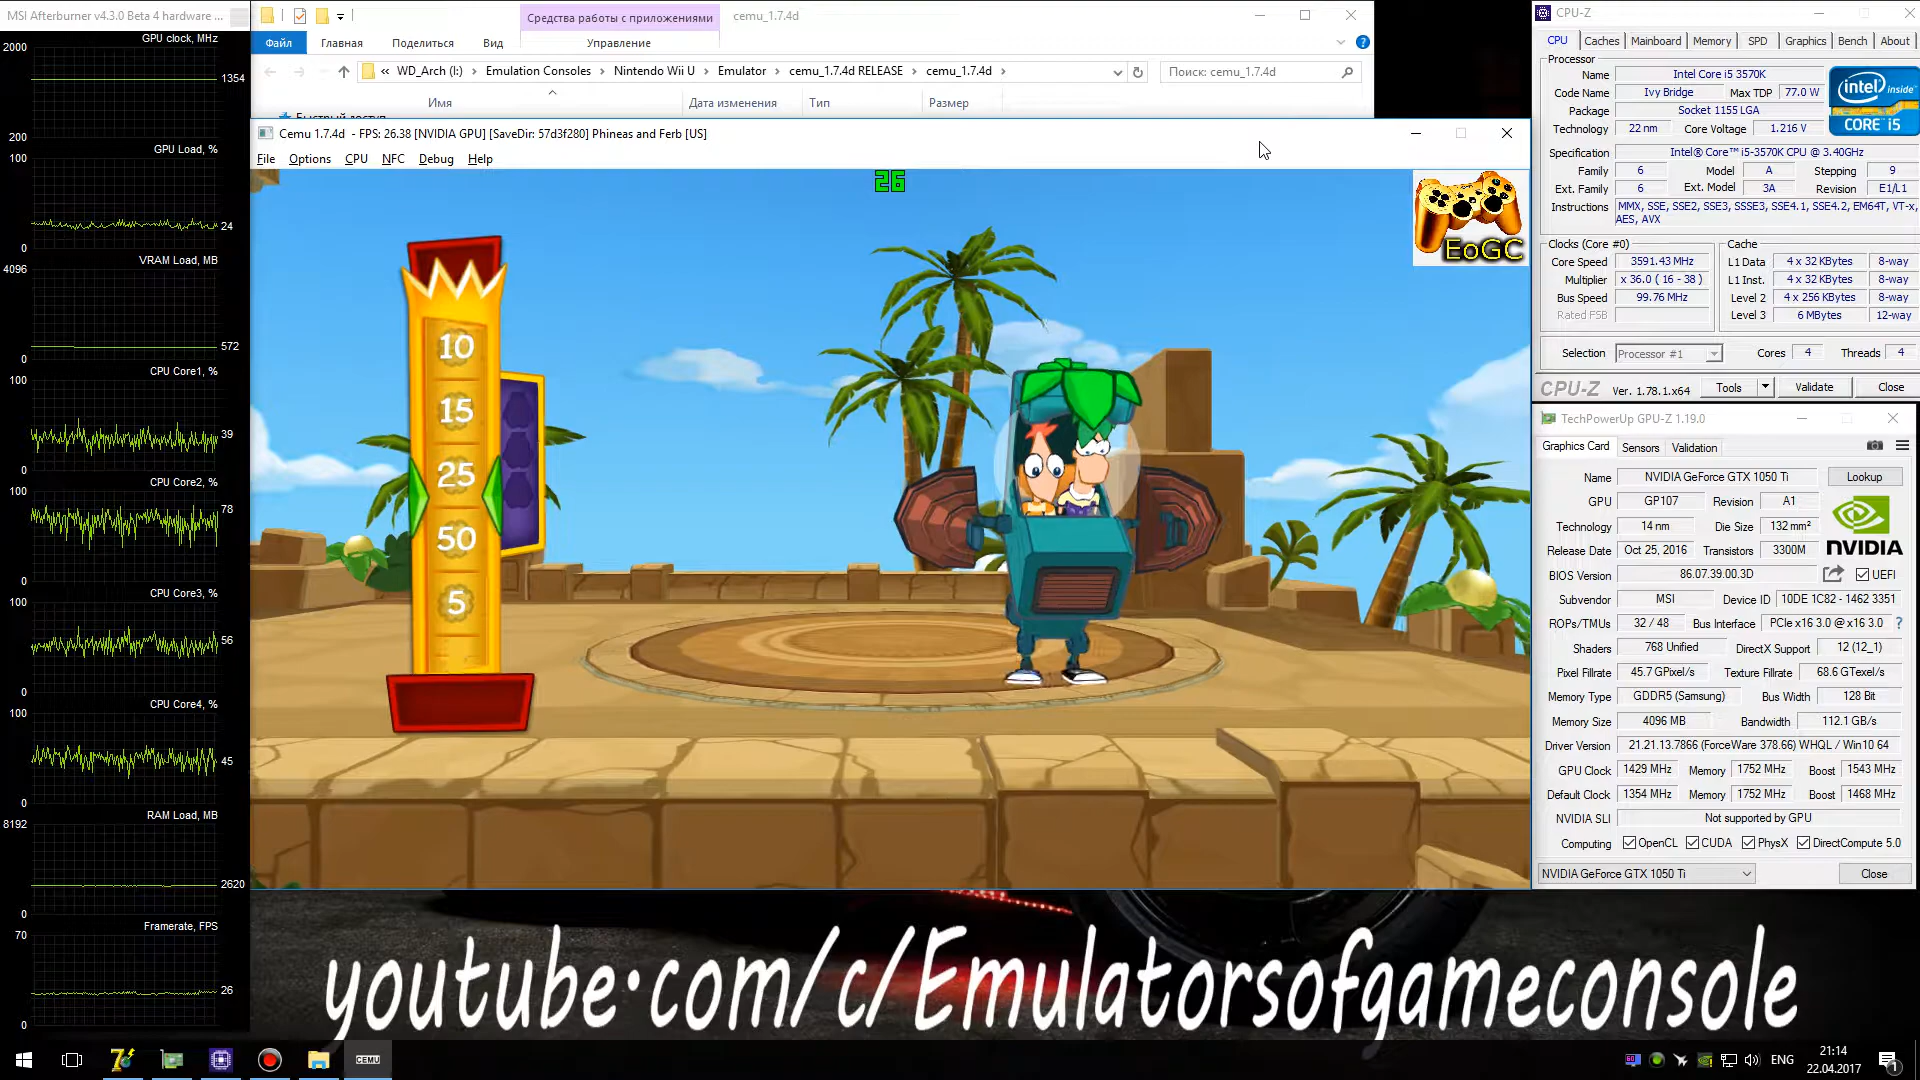 MSI Afterburner v4.3.0 Beta 4 hardware ...
GPU clock, MHz
2000
1354
200
GPU Load, %
100
24
0
VRAM Load, MB
4096
572
0
CPU Core1, %
100
39
0
CPU Core2, %
100
78
0
CPU Core3, %
100
56
0
CPU Core4, %
100
45
0
RAM Load, MB
8192
2620
0
Framerate, FPS
70
26
0
Средства работы с приложениями
cemu_1.7.4d
Файл Главная Поделиться Вид Управление
« WD_Arch (I:) › Emulation Consoles › Nintendo Wii U › Emulator › cemu_1.7.4d RELEASE › cemu_1.7.4d ›
Поиск: cemu_1.7.4d
Имя Дата изменения Тип Размер
Быстрый доступ
Cemu 1.7.4d - FPS: 26.38 [NVIDIA GPU] [SaveDir: 57d3f280] Phineas and Ferb [US]
File Options CPU NFC Debug Help
26
EoGC
10
15
25
50
5
CPU-Z
CPU Caches Mainboard Memory SPD Graphics Bench About
Processor
Name Intel Core i5 3570K
Code Name Ivy Bridge Max TDP 77.0 W
Package Socket 1155 LGA
Technology 22 nm Core Voltage 1.216 V
intel inside
CORE i5
Specification Intel® Core™ i5-3570K CPU @ 3.40GHz
Family 6 Model A Stepping 9
Ext. Family 6 Ext. Model 3A Revision E1/L1
Instructions MMX, SSE, SSE2, SSE3, SSSE3, SSE4.1, SSE4.2, EM64T, VT-x,
AES, AVX
Clocks (Core #0)
Core Speed 3591.43 MHz
Multiplier x 36.0 ( 16 - 38 )
Bus Speed 99.76 MHz
Rated FSB
Cache
L1 Data 4 x 32 KBytes 8-way
L1 Inst. 4 x 32 KBytes 8-way
Level 2 4 x 256 KBytes 8-way
Level 3 6 MBytes 12-way
Selection Processor #1 Cores 4 Threads 4
CPU-Z Ver. 1.78.1.x64 Tools Validate Close
TechPowerUp GPU-Z 1.19.0
Graphics Card Sensors Validation
Name NVIDIA GeForce GTX 1050 Ti Lookup
GPU GP107 Revision A1
Technology 14 nm Die Size 132 mm²
Release Date Oct 25, 2016 Transistors 3300M
NVIDIA
BIOS Version 86.07.39.00.3D UEFI
Subvendor MSI Device ID 10DE 1C82 - 1462 3351
ROPs/TMUs 32 / 48 Bus Interface PCIe x16 3.0 @ x16 3.0 ?
Shaders 768 Unified DirectX Support 12 (12_1)
Pixel Fillrate 45.7 GPixel/s Texture Fillrate 68.6 GTexel/s
Memory Type GDDR5 (Samsung) Bus Width 128 Bit
Memory Size 4096 MB Bandwidth 112.1 GB/s
Driver Version 21.21.13.7866 (ForceWare 378.66) WHQL / Win10 64
GPU Clock 1429 MHz Memory 1752 MHz Boost 1543 MHz
Default Clock 1354 MHz Memory 1752 MHz Boost 1468 MHz
NVIDIA SLI Not supported by GPU
Computing OpenCL CUDA PhysX DirectCompute 5.0
NVIDIA GeForce GTX 1050 Ti Close
youtube.com/c/Emulatorsofgameconsole
CEMU
60
ENG
21:14
22.04.2017
1